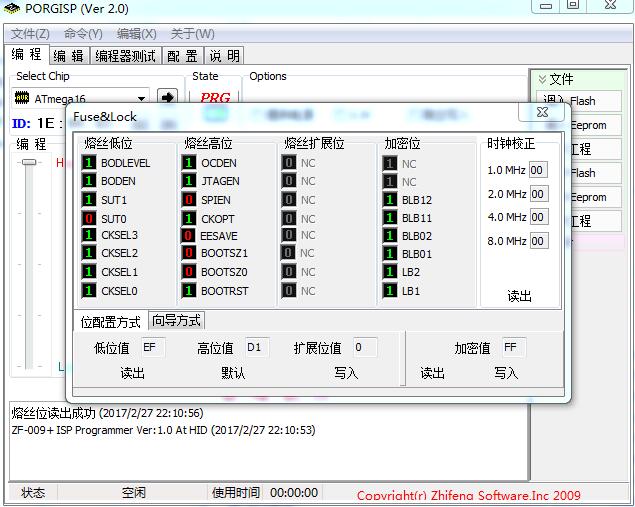 PORGISP (Ver 2.0)
文件(Z) 命令(Y) 编辑(X) 关于(W)
编 程 编 辑 编程器测试 配 置 说 明
Select Chip State Options 文件
AVR ATmega16 PRG Flash
Fuse&Lock
ID: 1E :
Eeprom
编 程
工程
Flash
Eeprom
工程
熔丝低位 熔丝高位 熔丝扩展位 加密位 时钟校正
1 BODLEVEL 1 OCDEN 0 NC 1 NC 1.0 MHz 00
1 BODEN 1 JTAGEN 0 NC 1 NC
1 SUT1 0 SPIEN 0 NC 1 BLB12 2.0 MHz 00
0 SUT0 1 CKOPT 0 NC 1 BLB11 4.0 MHz 00
1 CKSEL3 0 EESAVE 0 NC 1 BLB02 8.0 MHz 00
1 CKSEL2 0 BOOTSZ1 0 NC 1 BLB01
1 CKSEL1 0 BOOTSZ0 0 NC 1 LB2
1 CKSEL0 1 BOOTRST 0 NC 1 LB1 读出
位配置方式 向导方式
低位值 EF 高位值 D1 扩展位值 0 加密值 FF
读出 默认 写入 读出 写入
熔丝位读出成功 (2017/2/27 22:10:56)
ZF-009+ISP Programmer Ver:1.0 At HID (2017/2/27 22:10:53)
状态 空闲 使用时间 00:00:00 Copyright(r) Zhifeng Software.Inc 2009